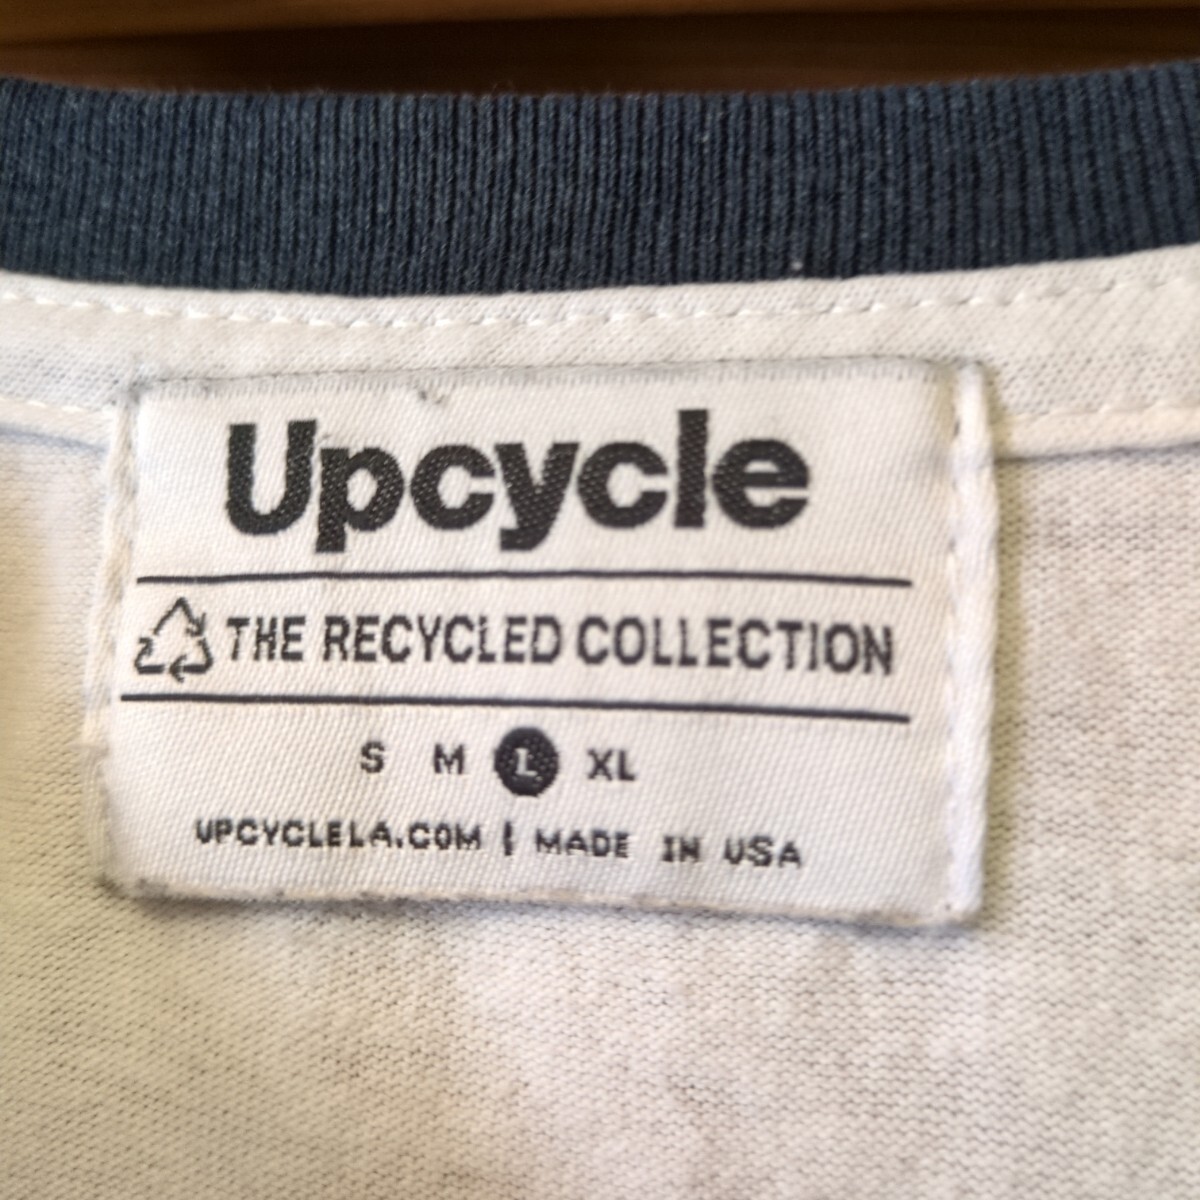 Upcycle
THE RECYCLED COLLECTION
S M L XL
UPCYCLELA.COM | MADE IN USA